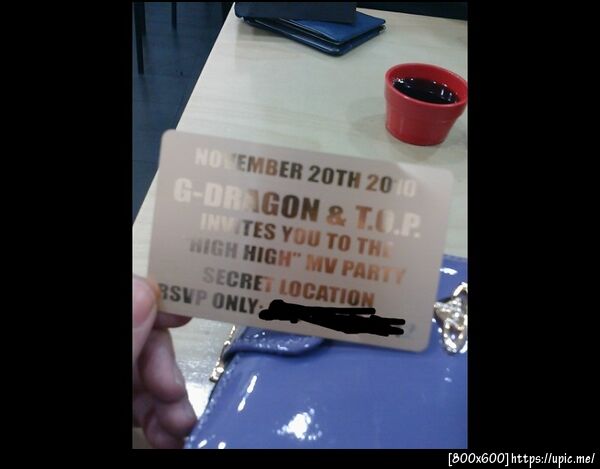 NOVEMBER 20TH 2010
G-DRAGON & T.O.P.
INVITES YOU TO THE
"HIGH HIGH" MV PARTY
SECRET LOCATION
RSVP ONLY:
[800x600]https://upic.me/